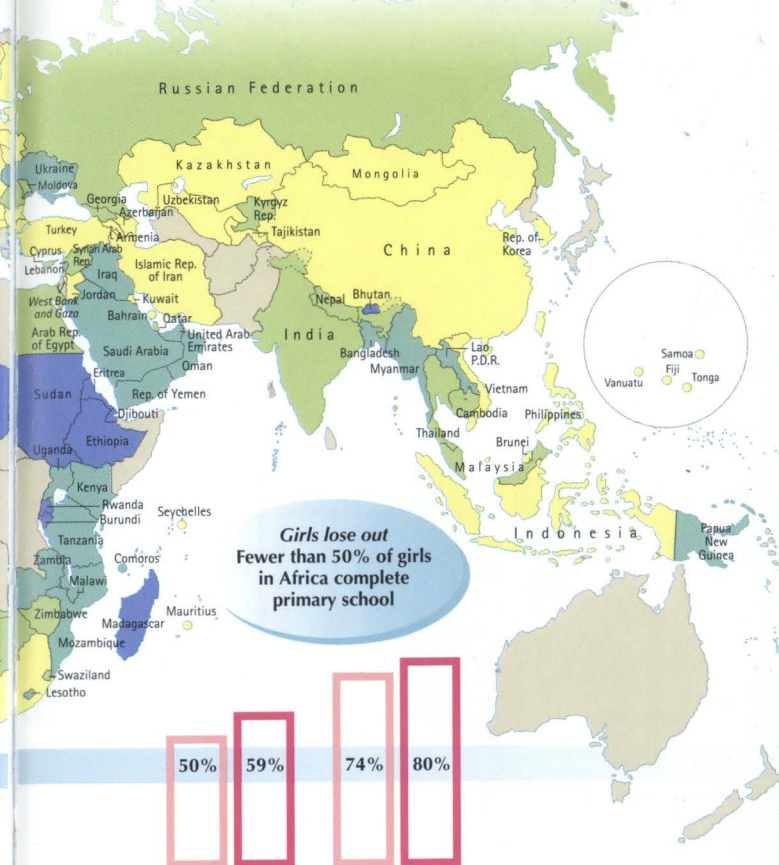 Russian Federation
Ukraine
Moldova
Kazakhstan
Mongolia
Georgia
Uzbekistan
Kyrgyz
Rep.
Azerbaijan
Turkey
Armenia
Tajikistan
China
Rep. of
Korea
Cyprus
Syrian Arab
Rep.
Lebanon
Iraq
Islamic Rep.
of Iran
Jordan
West Bank
and Gaza
Kuwait
Nepal
Bhutan
Bahrain
Qatar
Arab Rep.
of Egypt
United Arab
Emirates
India
Saudi Arabia
Bangladesh
Lao
P.D.R.
Samoa
Oman
Myanmar
Fiji
Vanuatu
Tonga
Eritrea
Sudan
Rep. of Yemen
Vietnam
Djibouti
Cambodia
Philippines
Thailand
Ethiopia
Brunei
Uganda
Malaysia
Kenya
Rwanda
Burundi
Seychelles
Indonesia
Papua
New
Guinea
Tanzania
Zambia
Comoros
Malawi
Zimbabwe
Madagascar
Mauritius
Mozambique
Swaziland
Lesotho
Girls lose out
Fewer than 50% of girls
in Africa complete
primary school
50%
59%
74%
80%